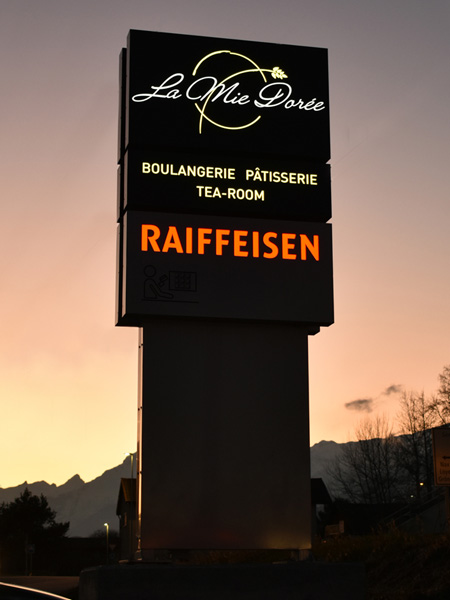 La Mie Dorée
BOULANGERIE PÂTISSERIE
TEA-ROOM
RAIFFEISEN